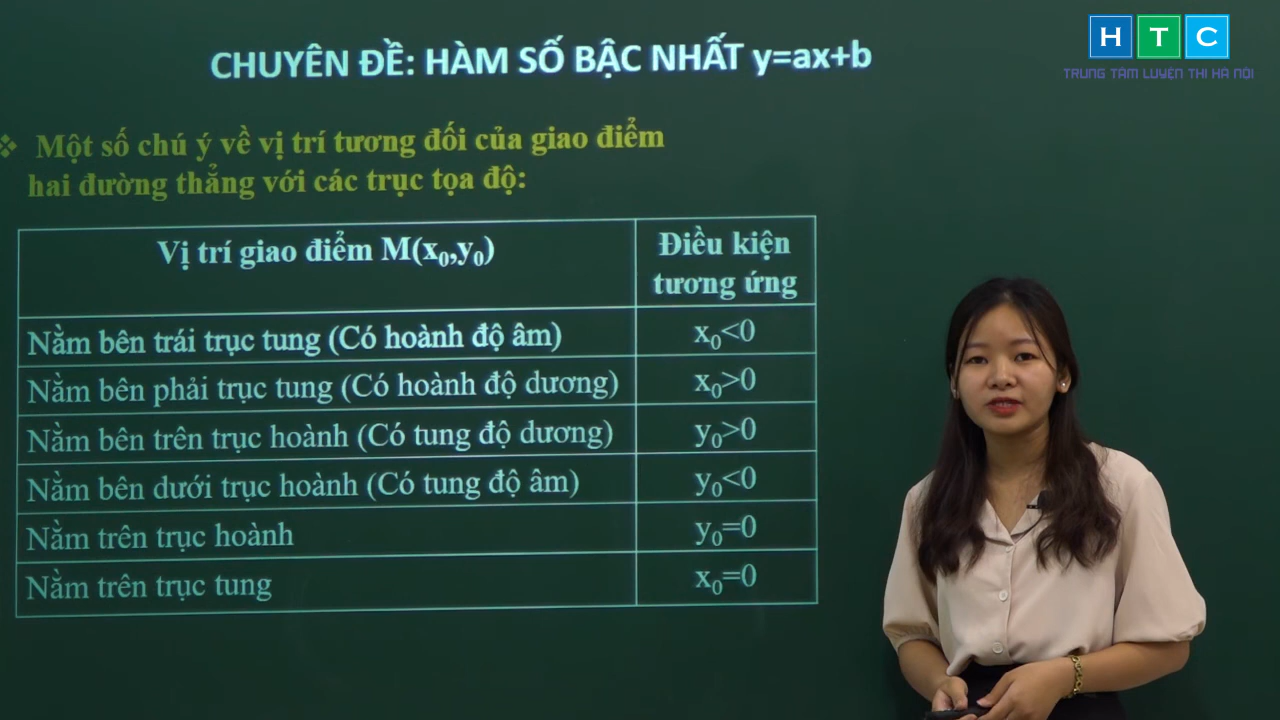 H T C
TRUNG TÂM LUYỆN THI HÀ NỘI
CHUYÊN ĐỀ: HÀM SỐ BẬC NHẤT y=ax+b
❖ Một số chú ý về vị trí tương đối của giao điểm
hai đường thẳng với các trục tọa độ:
Vị trí giao điểm M(x₀,y₀)
Điều kiện
tương ứng
Nằm bên trái trục tung (Có hoành độ âm) x₀<0
Nằm bên phải trục tung (Có hoành độ dương) x₀>0
Nằm bên trên trục hoành (Có tung độ dương) y₀>0
Nằm bên dưới trục hoành (Có tung độ âm) y₀<0
Nằm trên trục hoành y₀=0
Nằm trên trục tung x₀=0